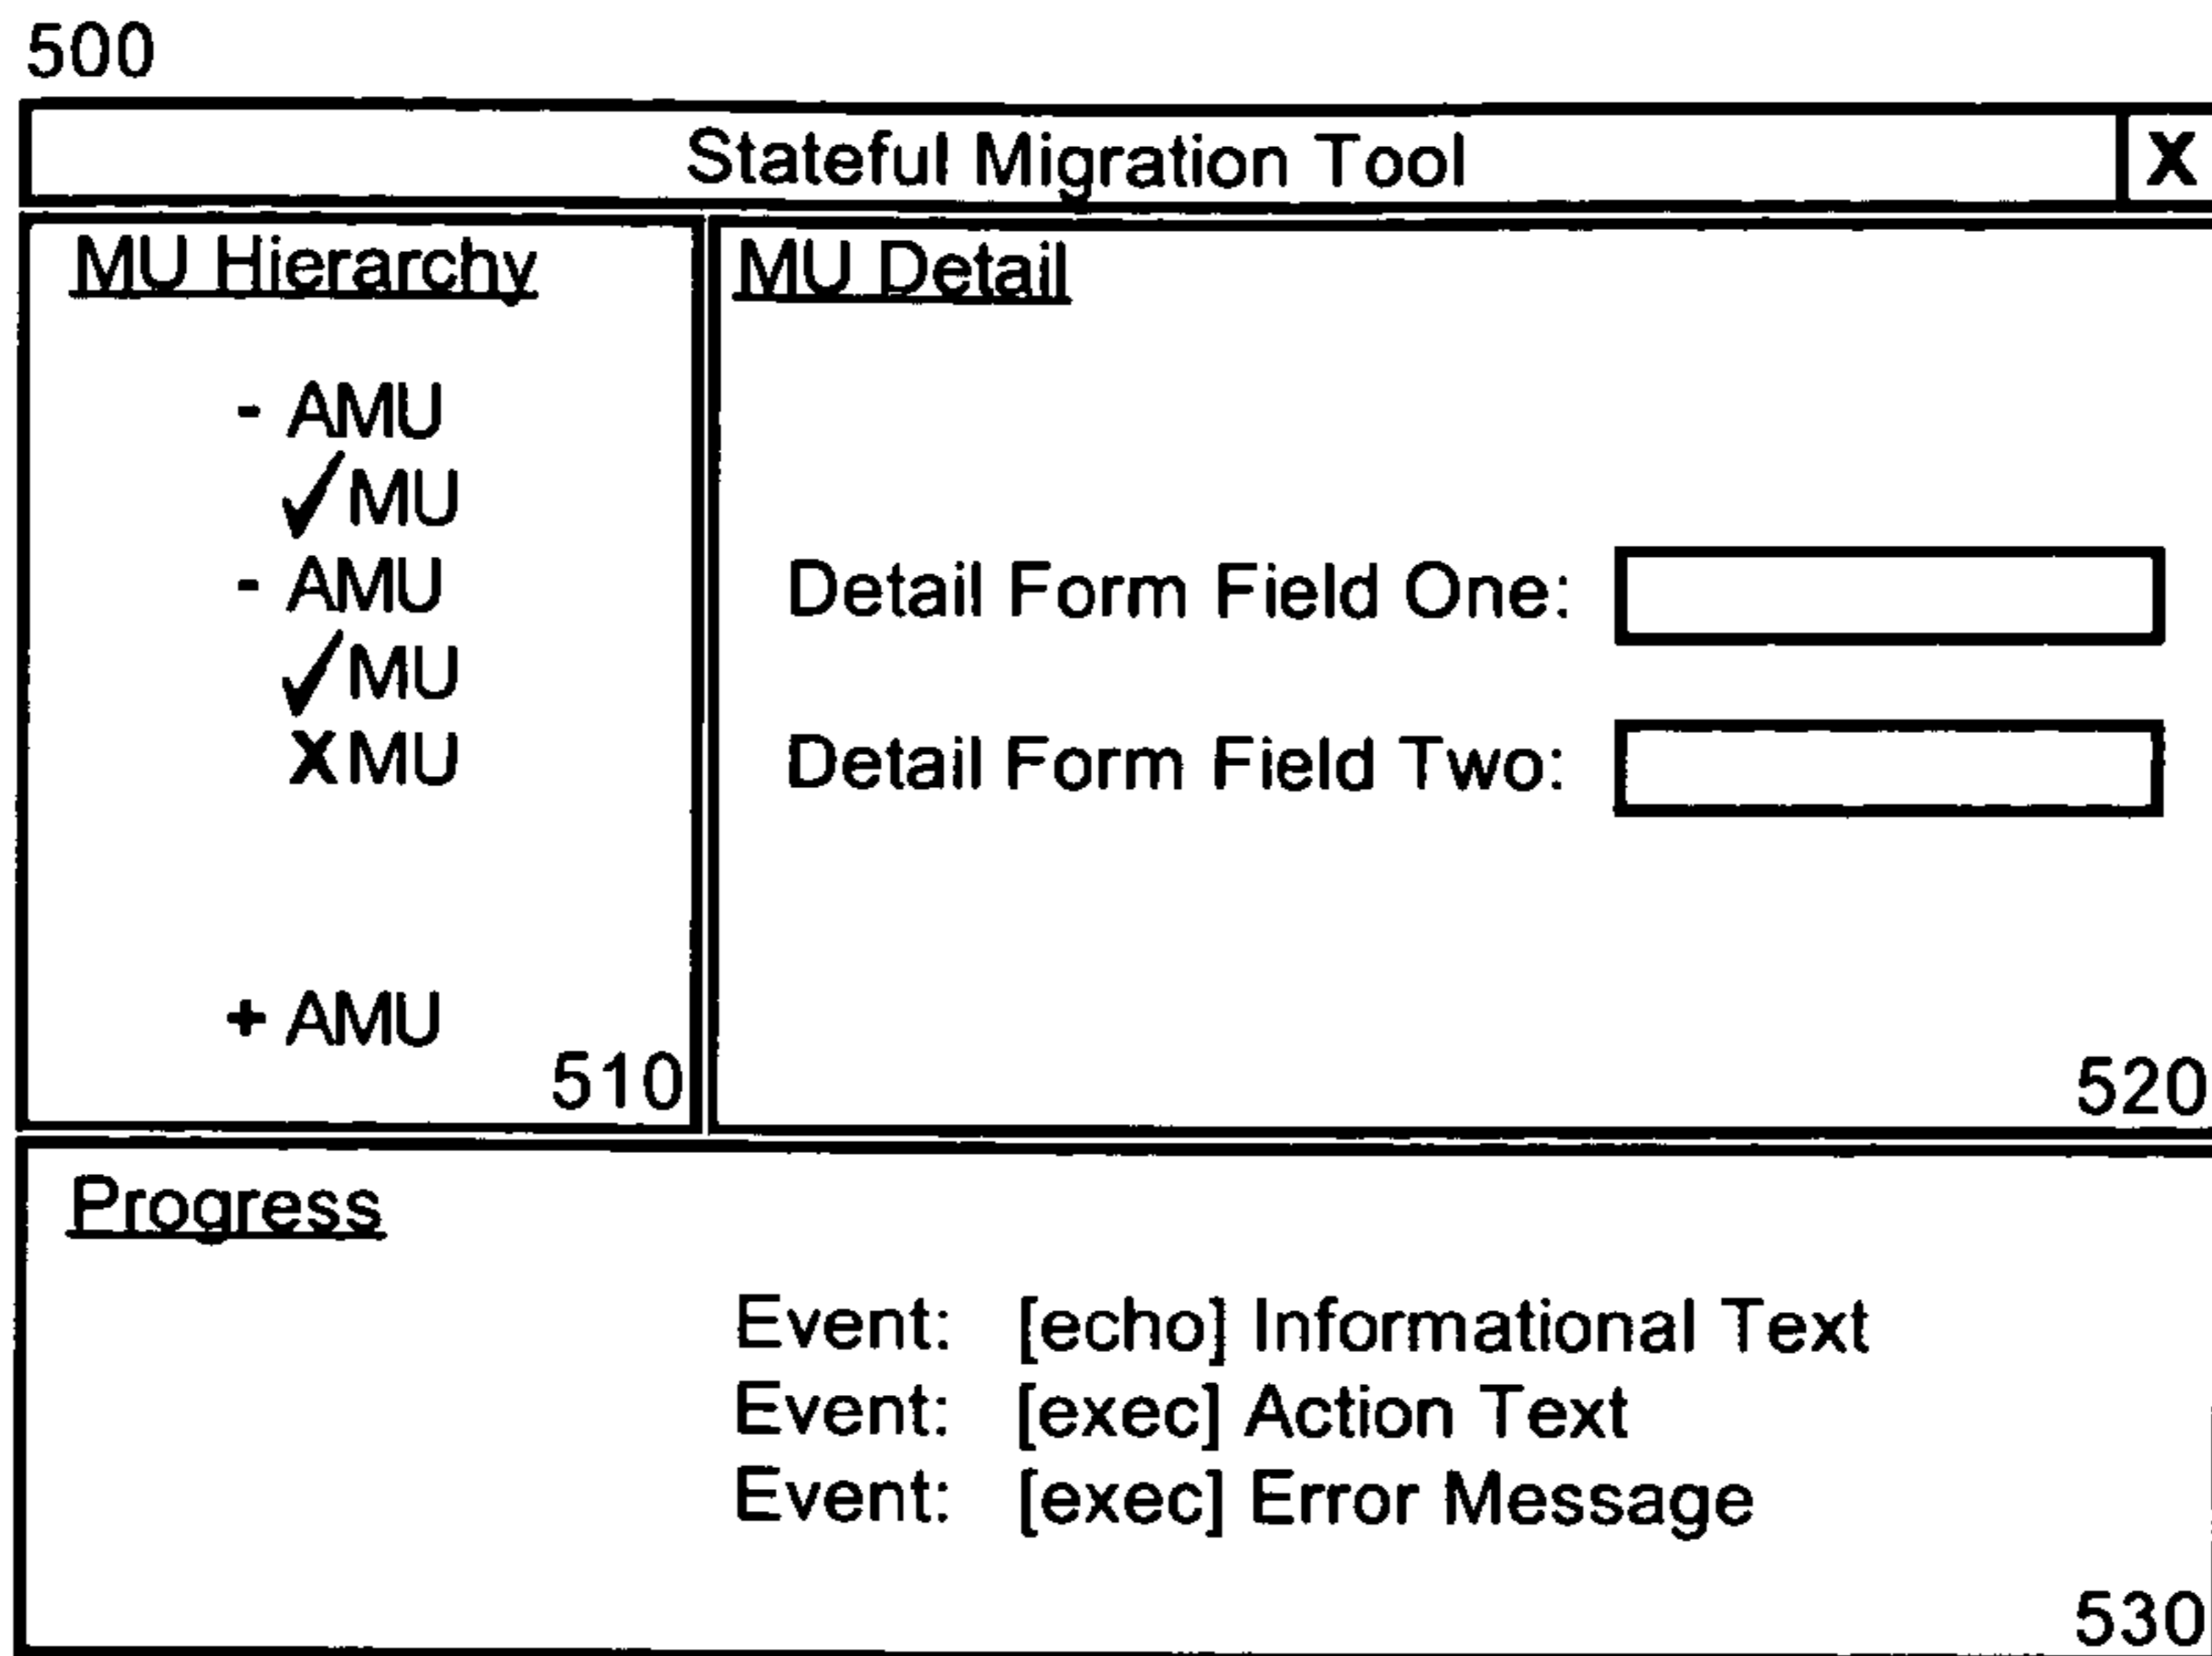 500
Stateful Migration Tool X
MU Hierarchy
- AMU
✓MU
- AMU
✓MU
XMU
+ AMU
510
MU Detail
Detail Form Field One:
Detail Form Field Two:
520
Progress
Event: [echo] Informational Text
Event: [exec] Action Text
Event: [exec] Error Message
530